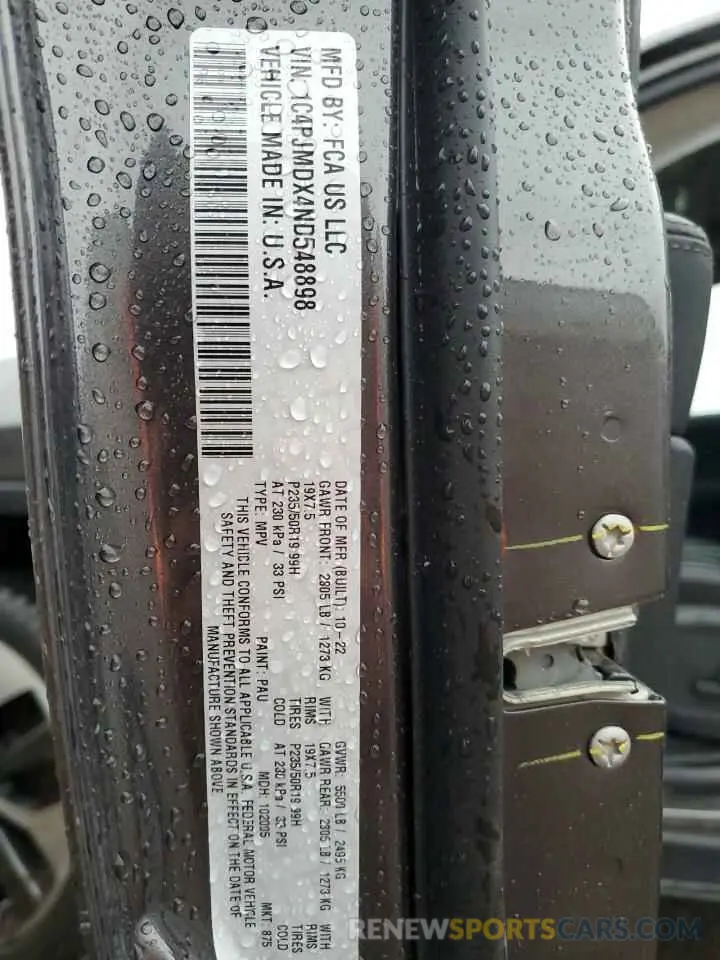 MFD BY: FCA US LLC
VIN: 1C4PJMDX4ND548898
VEHICLE MADE IN: U.S.A.
DATE OF MFR (BUILT): 10-22
GVWR: 5500 LB / 2495 KG
GAWR FRONT: 2805 LB / 1273 KG WITH
GAWR REAR: 2805 LB / 1273 KG WITH
19X7.5 RIMS
19X7.5 RIMS
P235/50R19 99H TIRES
P235/50R19 99H TIRES
AT 230 kPa / 33 PSI COLD
AT 230 kPa / 33 PSI COLD
TYPE: MPV PAINT: PAU MDH: MKT: 875
THIS VEHICLE CONFORMS TO ALL APPLICABLE U.S.A. FEDERAL MOTOR VEHICLE
SAFETY AND THEFT PREVENTION STANDARDS IN EFFECT ON THE DATE OF
MANUFACTURE SHOWN ABOVE
RENEWSPORTCARS.COM